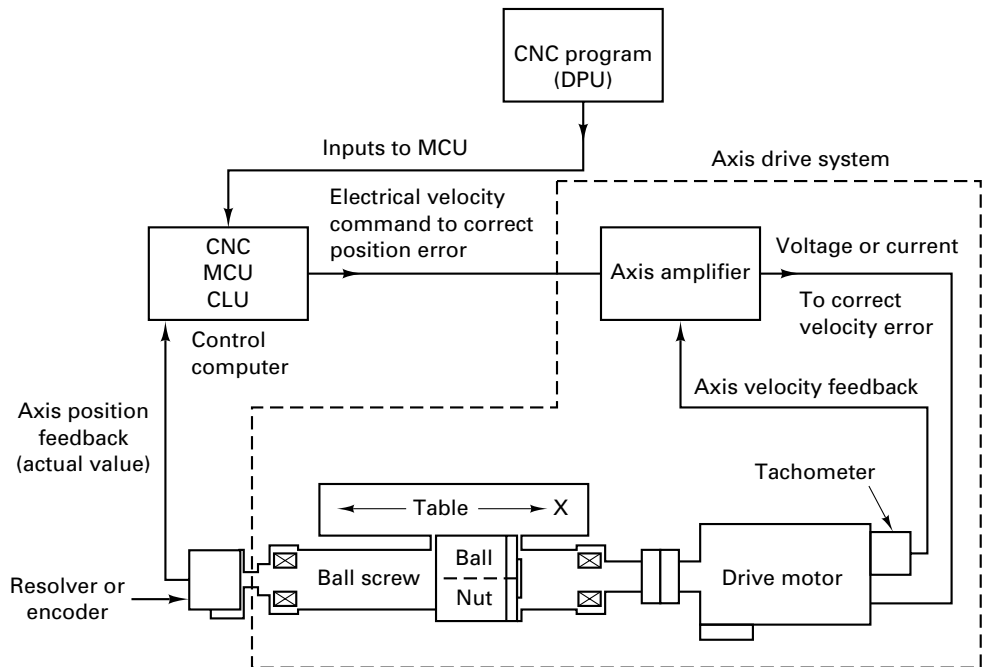 CNC program
(DPU)
Inputs to MCU
Axis drive system
Electrical velocity
command to correct
position error
CNC
MCU
CLU
Axis amplifier
Voltage or current
To correct
velocity error
Control
computer
Axis velocity feedback
Axis position
feedback
(actual value)
Tachometer
Table
X
Ball
Nut
Ball screw
Drive motor
Resolver or
encoder